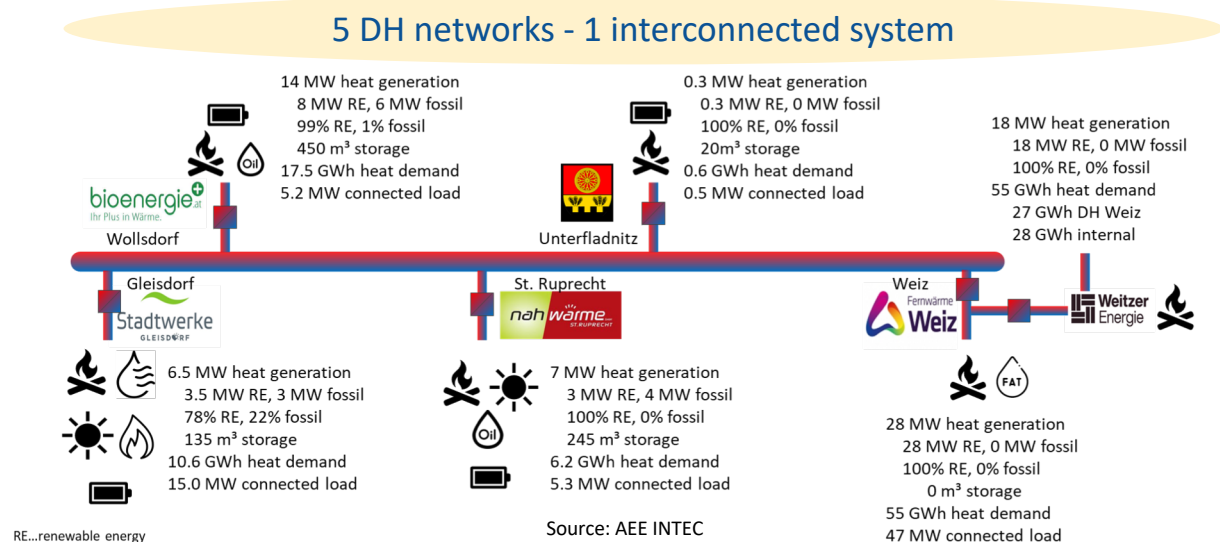 5 DH networks - 1 interconnected system
14 MW heat generation
8 MW RE, 6 MW fossil
99% RE, 1% fossil
450 m³ storage
17.5 GWh heat demand
5.2 MW connected load
Oil
bioenergie.at
Ihr Plus in Wärme.
Wollsdorf
0.3 MW heat generation
0.3 MW RE, 0 MW fossil
100% RE, 0% fossil
20m³ storage
0.6 GWh heat demand
0.5 MW connected load
Unterfladnitz
18 MW heat generation
18 MW RE, 0 MW fossil
100% RE, 0% fossil
55 GWh heat demand
27 GWh DH Weiz
28 GWh internal
Gleisdorf
Stadtwerke
GLEISDORF
6.5 MW heat generation
3.5 MW RE, 3 MW fossil
78% RE, 22% fossil
135 m³ storage
10.6 GWh heat demand
15.0 MW connected load
St. Ruprecht
nahwärme
ST.RUPRECHT
7 MW heat generation
3 MW RE, 4 MW fossil
100% RE, 0% fossil
245 m³ storage
6.2 GWh heat demand
5.3 MW connected load
Oil
Weiz
Fernwärme
Weiz
Weitzer
Energie
FAT
28 MW heat generation
28 MW RE, 0 MW fossil
100% RE, 0% fossil
0 m³ storage
55 GWh heat demand
47 MW connected load
RE...renewable energy
Source: AEE INTEC